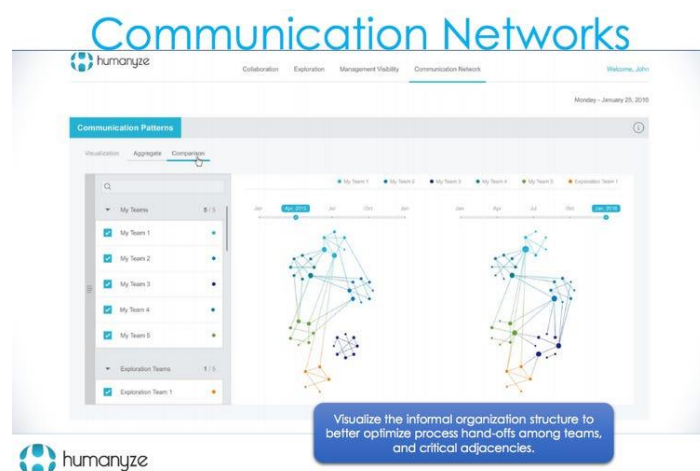 Communication Networks
humanyze
Collaboration Exploration Management Visibility Communication Network Welcome, John
Monday - January 25, 2016
Communication Patterns
Visualization Aggregate Comparison
My Team 1 My Team 2 My Team 3 My Team 4 My Team 5 Exploration Team 1
My Teams 5 / 5
Jan Apr, 2015 Jul Oct Jan
Jan Apr Jul Oct Jan, 2016
My Team 1
My Team 2
My Team 3
My Team 4
My Team 5
Exploration Teams 1 / 5
Exploration Team 1
Visualize the informal organization structure to
better optimize process hand-offs among teams,
and critical adjacencies.
humanyze